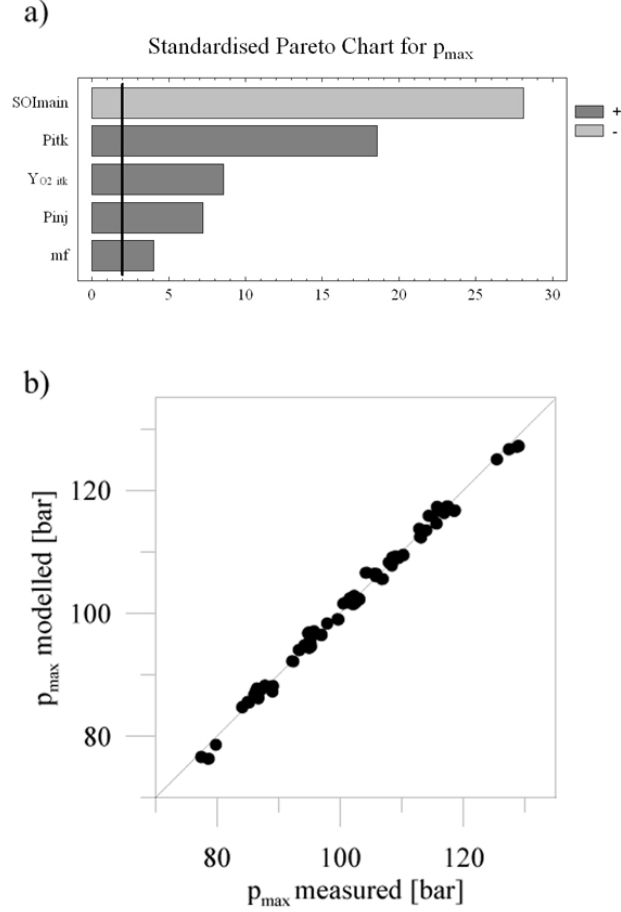 a)
Standardised Pareto Chart for pmax
SOImain
Pitk
YO2 itk
Pinj
mf
+
-
0 5 10 15 20 25 30
b)
120
100
80
pmax modelled [bar]
80 100 120
pmax measured [bar]